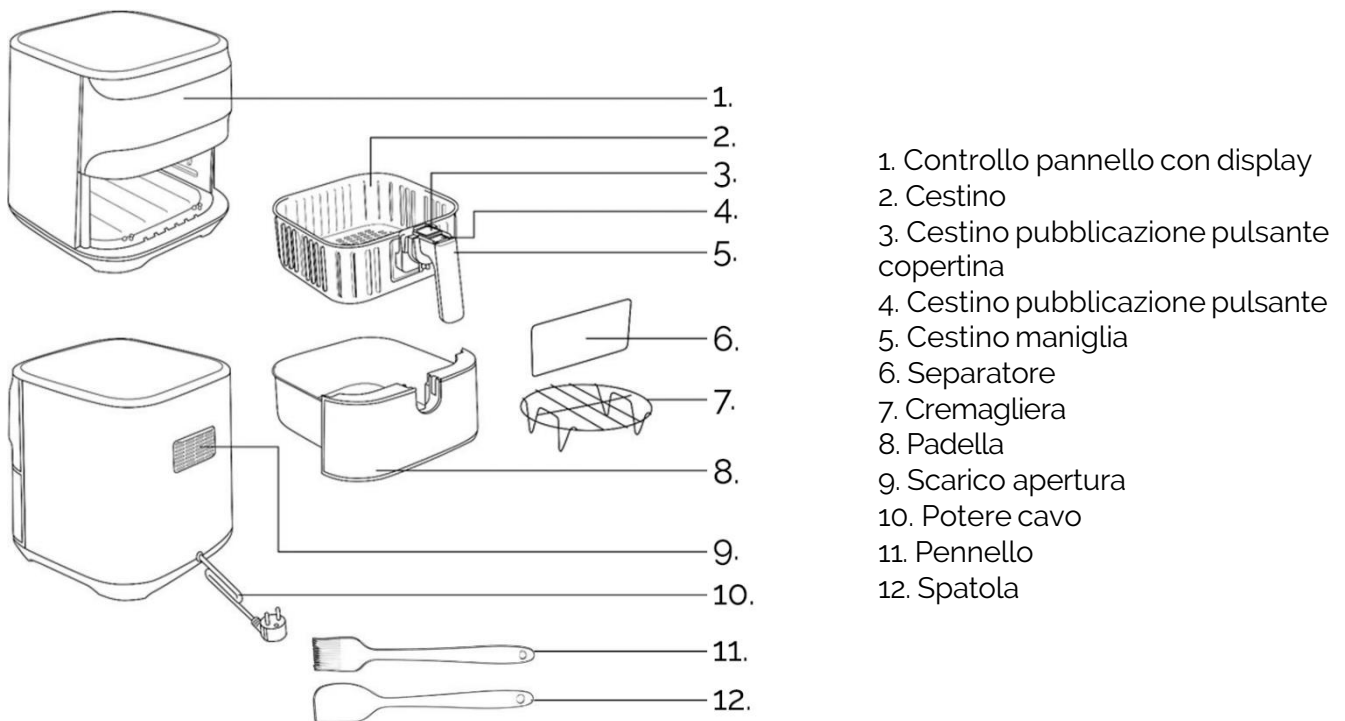 1.
2.
3.
4.
5.
6.
7.
8.
9.
10.
11.
12.
1. Controllo pannello con display
2. Cestino
3. Cestino pubblicazione pulsante
copertina
4. Cestino pubblicazione pulsante
5. Cestino maniglia
6. Separatore
7. Cremagliera
8. Padella
9. Scarico apertura
10. Potere cavo
11. Pennello
12. Spatola